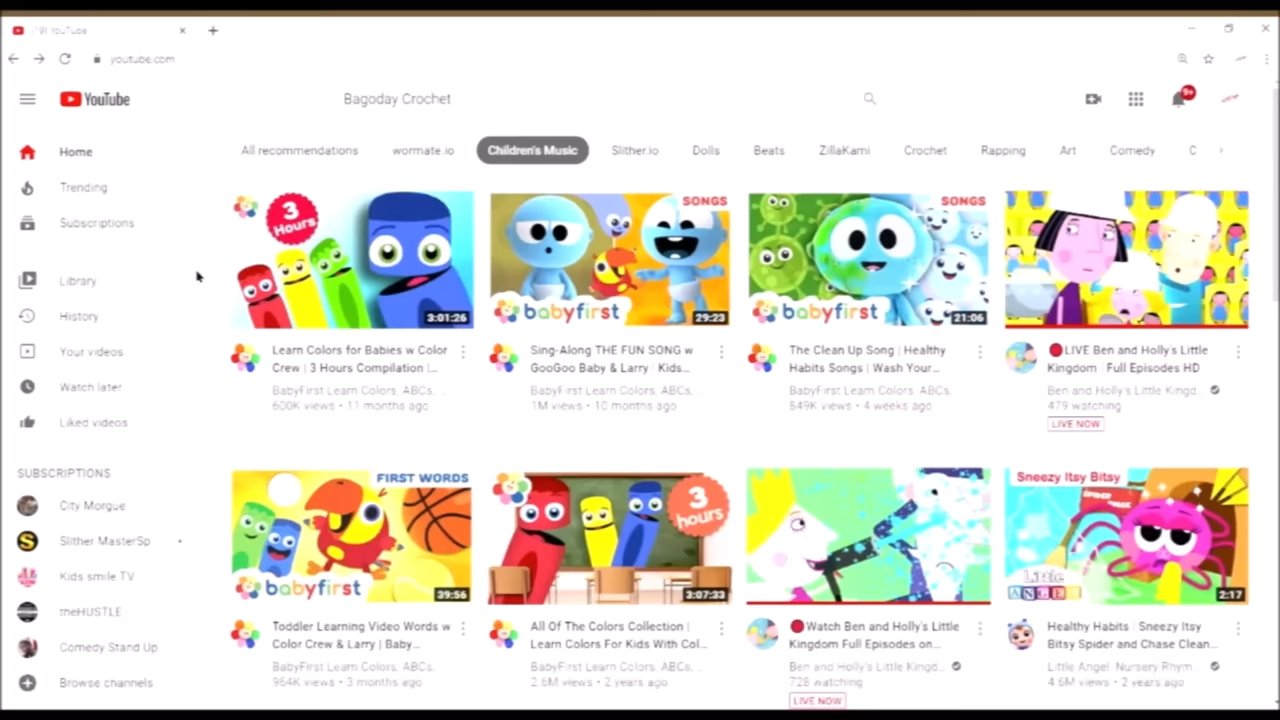 (19) YouTube
youtube.com
YouTube
Bagoday Crochet
9+
Home
Trending
Subscriptions
Library
History
Your videos
Watch later
Liked videos
SUBSCRIPTIONS
City Morgue
Slither MasterSp
Kids smile TV
theHUSTLE
Comedy Stand Up
Browse channels
All recommendations wormate.io Children's Music Slither.io Dolls Beats ZillaKami Crochet Rapping Art Comedy C
3
Hours
3:01:26
Learn Colors for Babies w Color
Crew | 3 Hours Compilation |...
BabyFirst Learn Colors, ABCs, ...
600K views • 11 months ago
SONGS
babyfirst
29:23
Sing-Along THE FUN SONG w
GooGoo Baby & Larry | Kids...
BabyFirst Learn Colors, ABCs, ...
1M views • 10 months ago
SONGS
babyfirst
21:06
The Clean Up Song | Healthy
Habits Songs | Wash Your...
BabyFirst Learn Colors, ABCs,
849K views • 4 weeks ago
LIVE Ben and Holly's Little
Kingdom | Full Episodes HD
Ben and Holly's Little Kingd...
479 watching
LIVE NOW
FIRST WORDS
babyfirst
39:56
Toddler Learning Video Words w
Color Crew & Larry | Baby...
BabyFirst Learn Colors, ABCs,
964K views • 3 months ago
3
hours
3:07:33
All Of The Colors Collection |
Learn Colors For Kids With Col...
BabyFirst Learn Colors, ABCs, ...
2.6M views • 2 years ago
Watch Ben and Holly's Little
Kingdom Full Episodes on...
Ben and Holly's Little Kingd...
728 watching
LIVE NOW
Sneezy Itsy Bitsy
Little
ANGEL
2:17
Healthy Habits | Sneezy Itsy
Bitsy Spider and Chase Clean...
Little Angel: Nursery Rhym...
4.6M views • 2 years ago